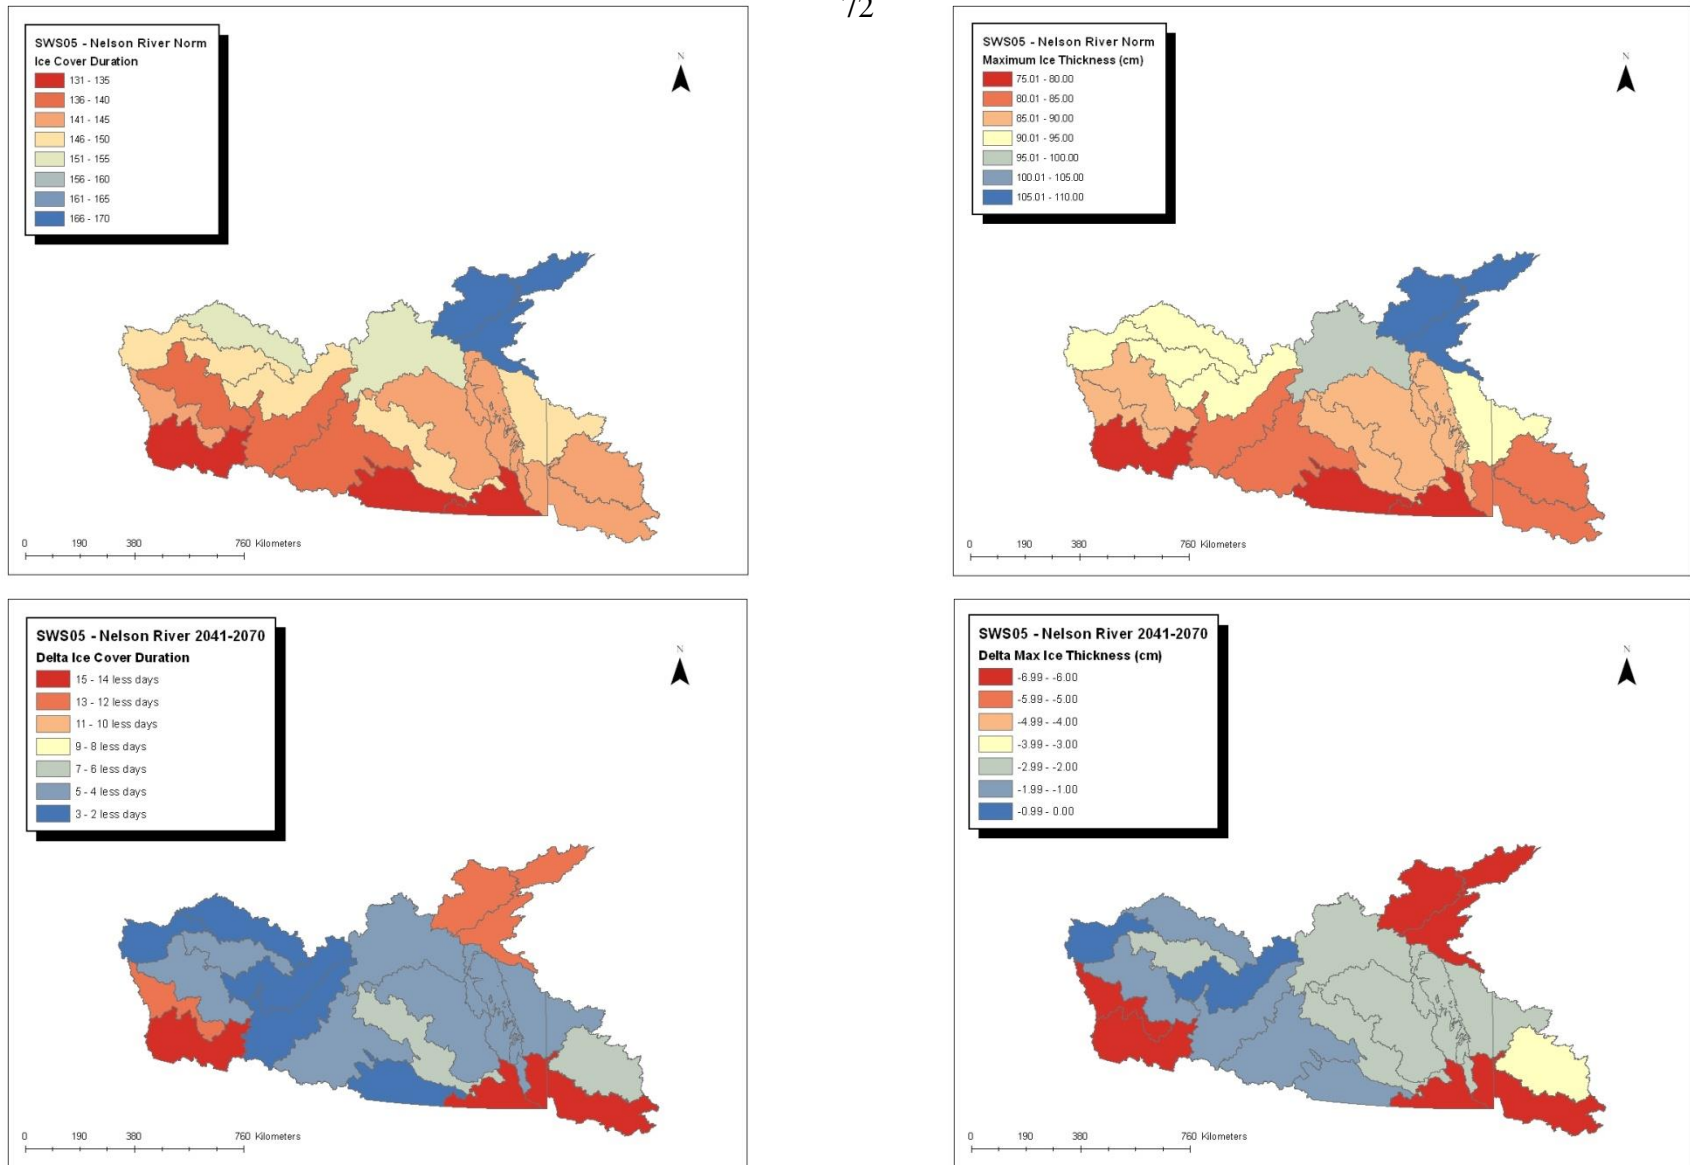 72
SWS05 - Nelson River Norm
Ice Cover Duration
131 - 135
136 - 140
141 - 145
146 - 150
151 - 155
156 - 160
161 - 165
166 - 170
N
0 190 380 760 Kilometers
SWS05 - Nelson River Norm
Maximum Ice Thickness (cm)
75.01 - 80.00
80.01 - 85.00
85.01 - 90.00
90.01 - 95.00
95.01 - 100.00
100.01 - 105.00
105.01 - 110.00
N
0 190 380 760 Kilometers
SWS05 - Nelson River 2041-2070
Delta Ice Cover Duration
15 - 14 less days
13 - 12 less days
11 - 10 less days
9 - 8 less days
7 - 6 less days
5 - 4 less days
3 - 2 less days
N
0 190 380 760 Kilometers
SWS05 - Nelson River 2041-2070
Delta Max Ice Thickness (cm)
-6.99 - -6.00
-5.99 - -5.00
-4.99 - -4.00
-3.99 - -3.00
-2.99 - -2.00
-1.99 - -1.00
-0.99 - 0.00
N
0 190 380 760 Kilometers